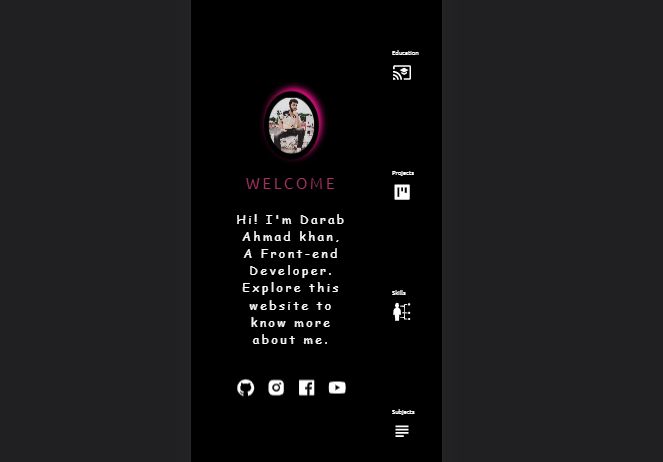 Education
Projects
WELCOME
Hi! I'm Darab
Ahmad khan,
A Front-end
Developer.
Explore this
website to
know more
about me.
Skills
Subjects